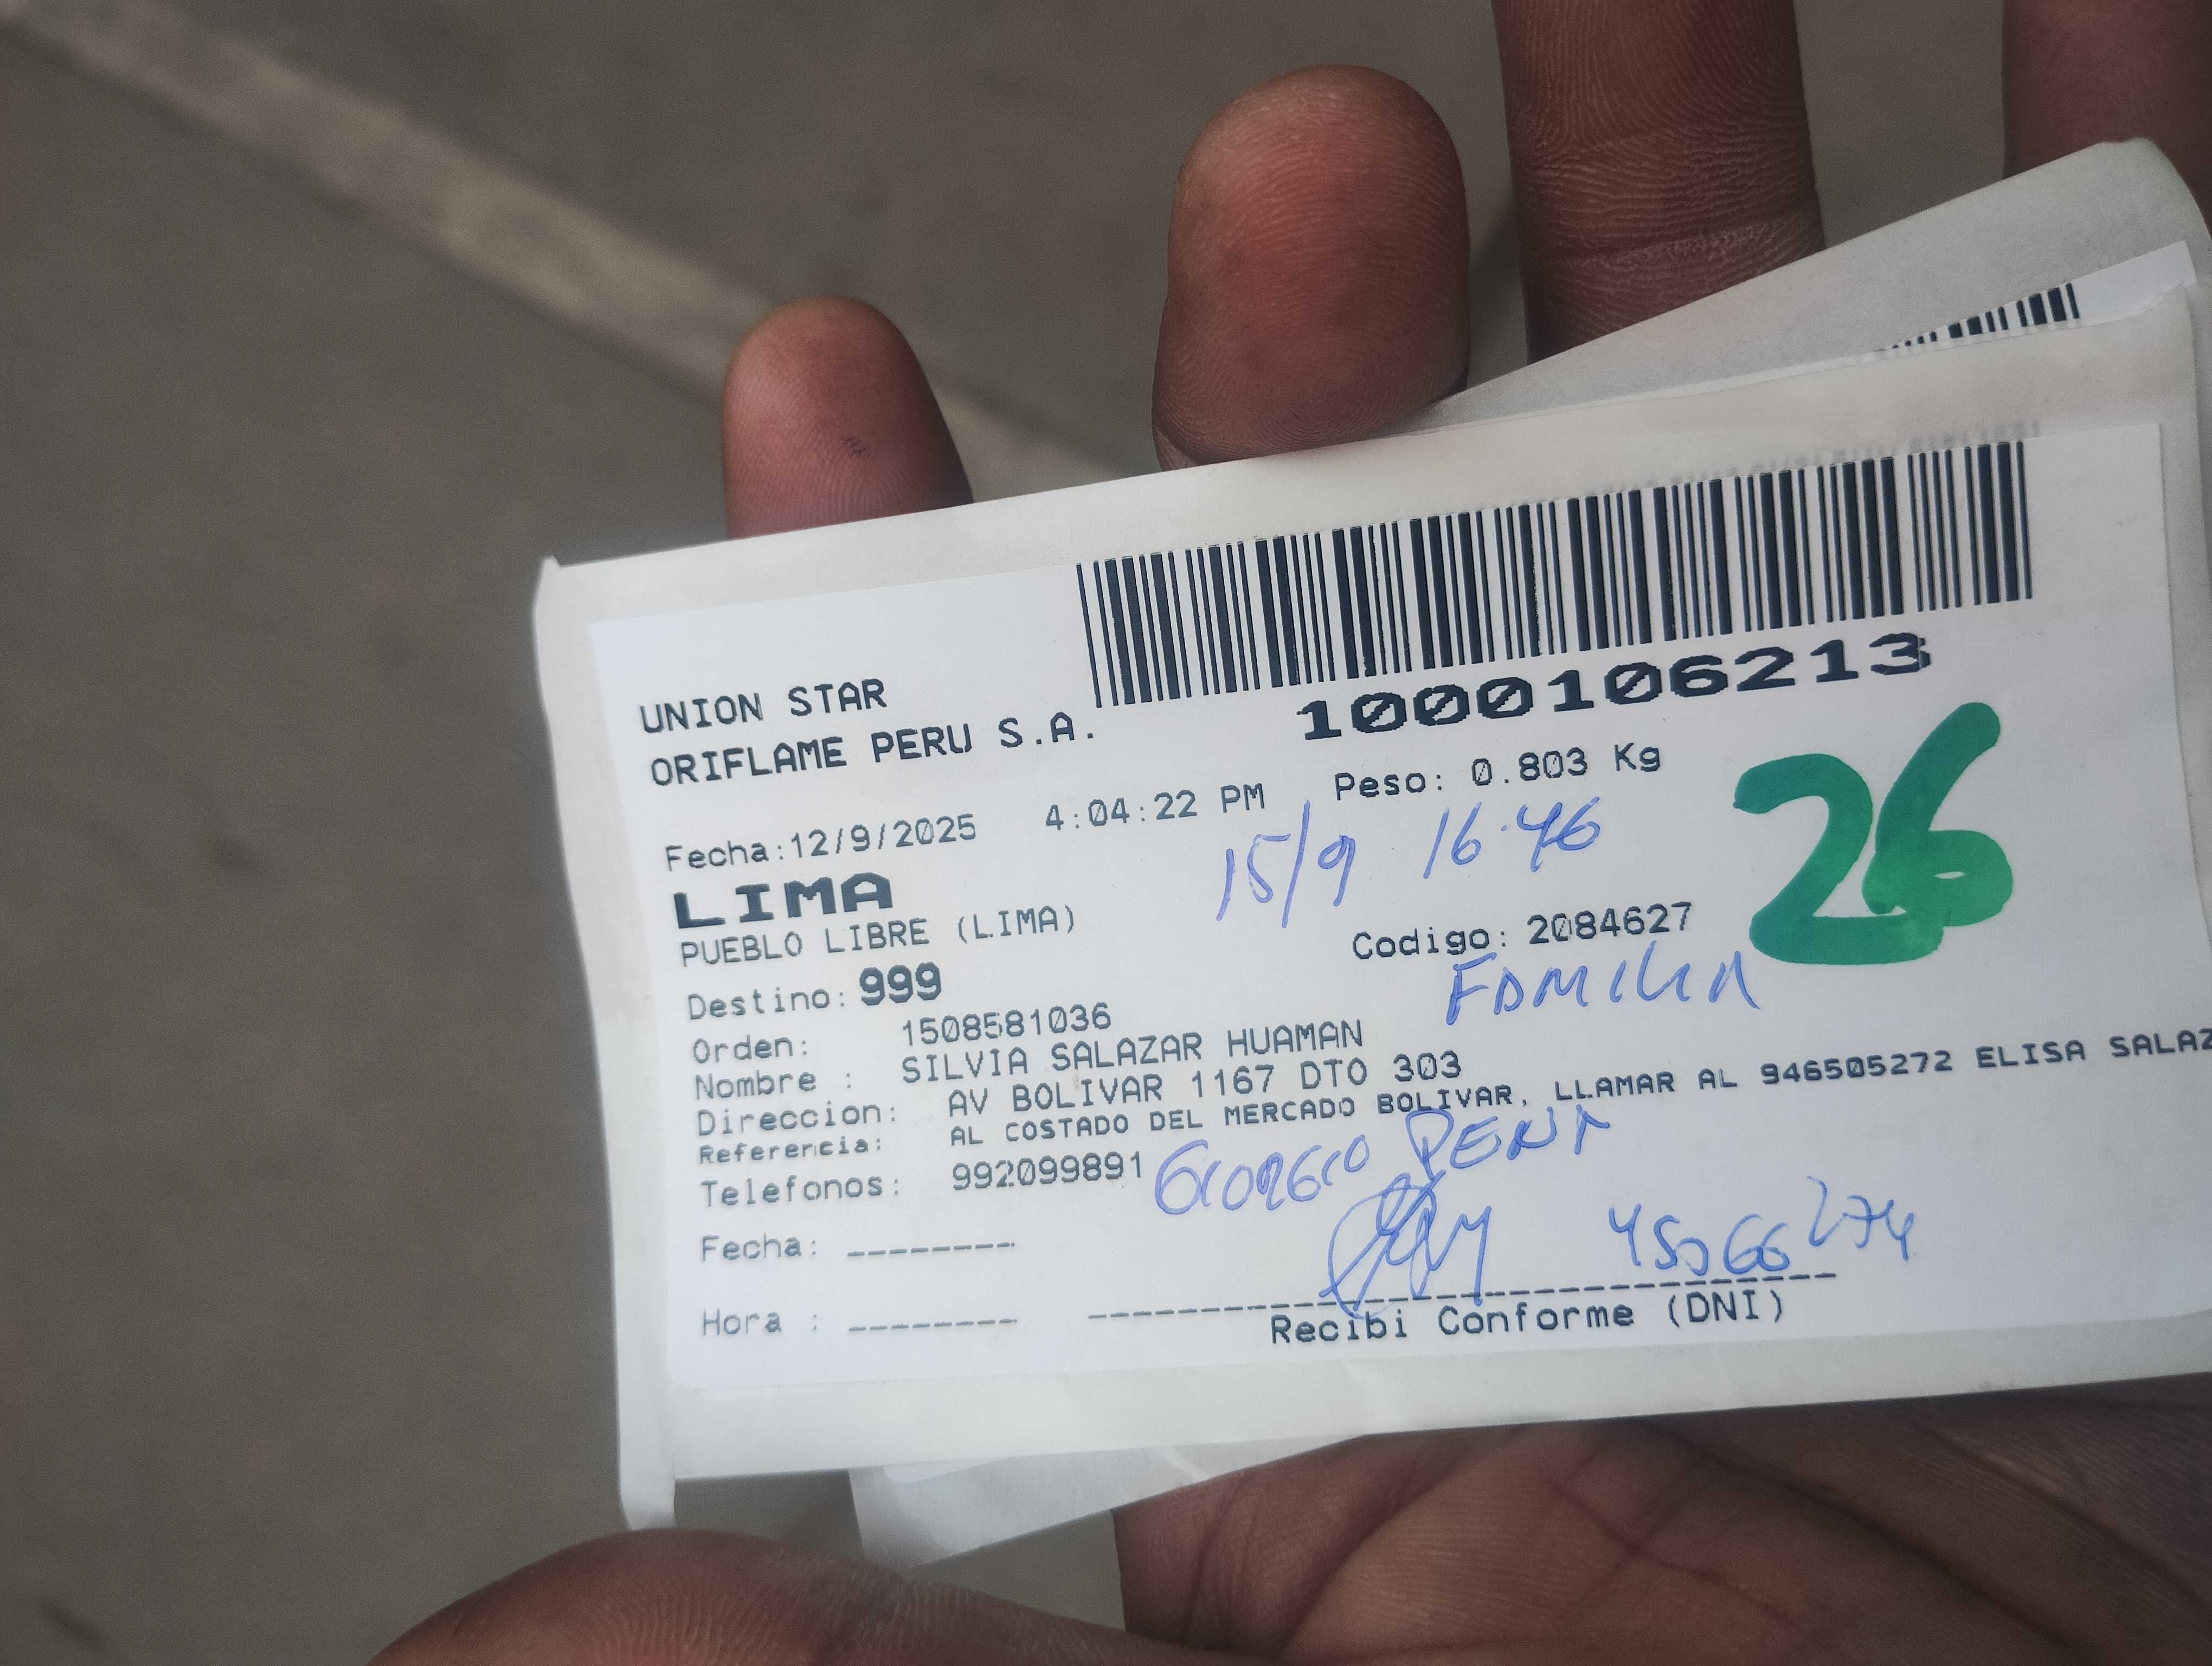 1000106213
UNION STAR
ORIFLAME PERU S.A.
Fecha:12/9/2025 4:04:22 PM Peso: 0.803 Kg
15/9 16:46
26
LIMA
PUEBLO LIBRE (LIMA)
Codigo: 2084627
Destino: 999
FAMILIA
Orden: 1508581036
Nombre : SILVIA SALAZAR HUAMAN
Direccion: AV BOLIVAR 1167 DTO 303
Referencia: AL COSTADO DEL MERCADO BOLIVAR, LLAMAR AL 946505272 ELISA SALAZ
Telefonos: 992099891
PENA
Fecha:
Hora :
Recibi Conforme (DNI)